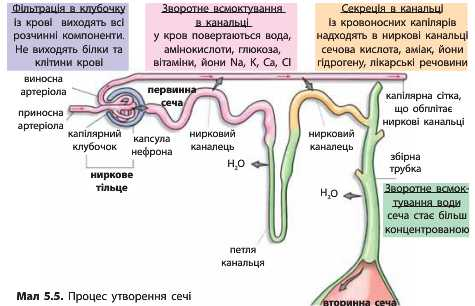 Фільтрація в клубочку
із крові виходять всі
розчинні компоненти.
Не виходять білки та
клітини крові
Зворотне всмоктування
в канальці
у кров повертаються вода,
амінокислоти, глюкоза,
вітаміни, йони Na, K, Ca, Cl
Секреція в канальці
із кровоносних капілярів
надходять в ниркові канальці
сечова кислота, аміак, йони
гідрогену, лікарські речовини
виносна
артеріола
приносна
артеріола
капілярний
клубочок
ниркове
тільце
первинна
сеча
капсула
нефрона
нирковий
каналець
H₂O
петля
канальця
нирковий
каналець
H₂O
капілярна сітка,
що обплітає
ниркові канальці
збірна
трубка
Зворотне всмок-
тування води
сеча стає більш
концентрованою
вторинна сеча
Мал 5.5. Процес утворення сечі